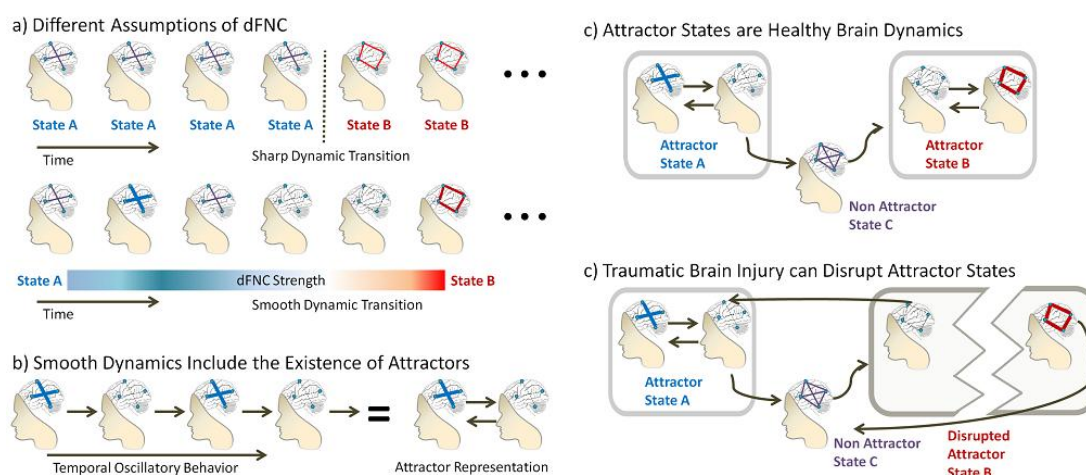 a) Different Assumptions of dFNC
State A State A State A State A State B State B
Time
Sharp Dynamic Transition
State A dFNC Strength State B
Time
Smooth Dynamic Transition
b) Smooth Dynamics Include the Existence of Attractors
=
Temporal Oscillatory Behavior
Attractor Representation
c) Attractor States are Healthy Brain Dynamics
Attractor
State A
Attractor
State B
Non Attractor
State C
c) Traumatic Brain Injury can Disrupt Attractor States
Attractor
State A
Non Attractor
State C
Disrupted
Attractor
State B